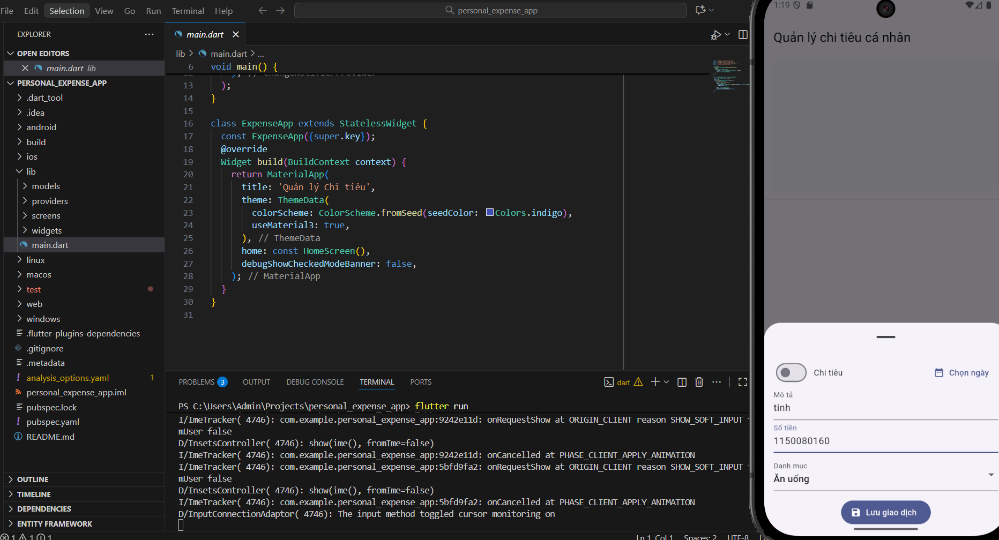 File Edit Selection View Go Run Terminal Help
personal_expense_app
EXPLORER
OPEN EDITORS
main.dart lib
PERSONAL_EXPENSE_APP
.dart_tool
.idea
android
build
ios
lib
models
providers
screens
widgets
main.dart
linux
macos
test
web
windows
.flutter-plugins-dependencies
.gitignore
.metadata
analysis_options.yaml 1
personal_expense_app.iml
pubspec.lock
pubspec.yaml
README.md
OUTLINE
TIMELINE
DEPENDENCIES
ENTITY FRAMEWORK
1 1 1
main.dart
lib > main.dart > ...
6 void main() {
12 ); // ChangeNotifierProvider
13 );
14 }
15
16 class ExpenseApp extends StatelessWidget {
17 const ExpenseApp({super.key});
18 @override
19 Widget build(BuildContext context) {
20 return MaterialApp(
21 title: 'Quản lý Chi tiêu',
22 theme: ThemeData(
23 colorScheme: ColorScheme.fromSeed(seedColor: Colors.indigo),
24 useMaterial3: true,
25 ), // ThemeData
26 home: const HomeScreen(),
27 debugShowCheckedModeBanner: false,
28 ); // MaterialApp
29 }
30 }
31
PROBLEMS 3 OUTPUT DEBUG CONSOLE TERMINAL PORTS
dart
PS C:\Users\Admin\Projects\personal_expense_app> flutter run
I/ImeTracker( 4746): com.example.personal_expense_app:9242e11d: onRequestShow at ORIGIN_CLIENT reason SHOW_SOFT_INPUT
mUser false
D/InsetsController( 4746): show(ime(), fromIme=false)
I/ImeTracker( 4746): com.example.personal_expense_app:9242e11d: onCancelled at PHASE_CLIENT_APPLY_ANIMATION
I/ImeTracker( 4746): com.example.personal_expense_app:5bfd9fa2: onRequestShow at ORIGIN_CLIENT reason SHOW_SOFT_INPUT
mUser false
D/InsetsController( 4746): show(ime(), fromIme=false)
I/ImeTracker( 4746): com.example.personal_expense_app:5bfd9fa2: onCancelled at PHASE_CLIENT_APPLY_ANIMATION
D/InputConnectionAdaptor( 4746): The input method toggled cursor monitoring on
Ln 1, Col 1 Spaces: 2 UTF-8
1:19
Quản lý chi tiêu cá nhân
Chi tiêu
Chọn ngày
Mô tả
tinh
Số tiền
1150080160
Danh mục
Ăn uống
Lưu giao dịch